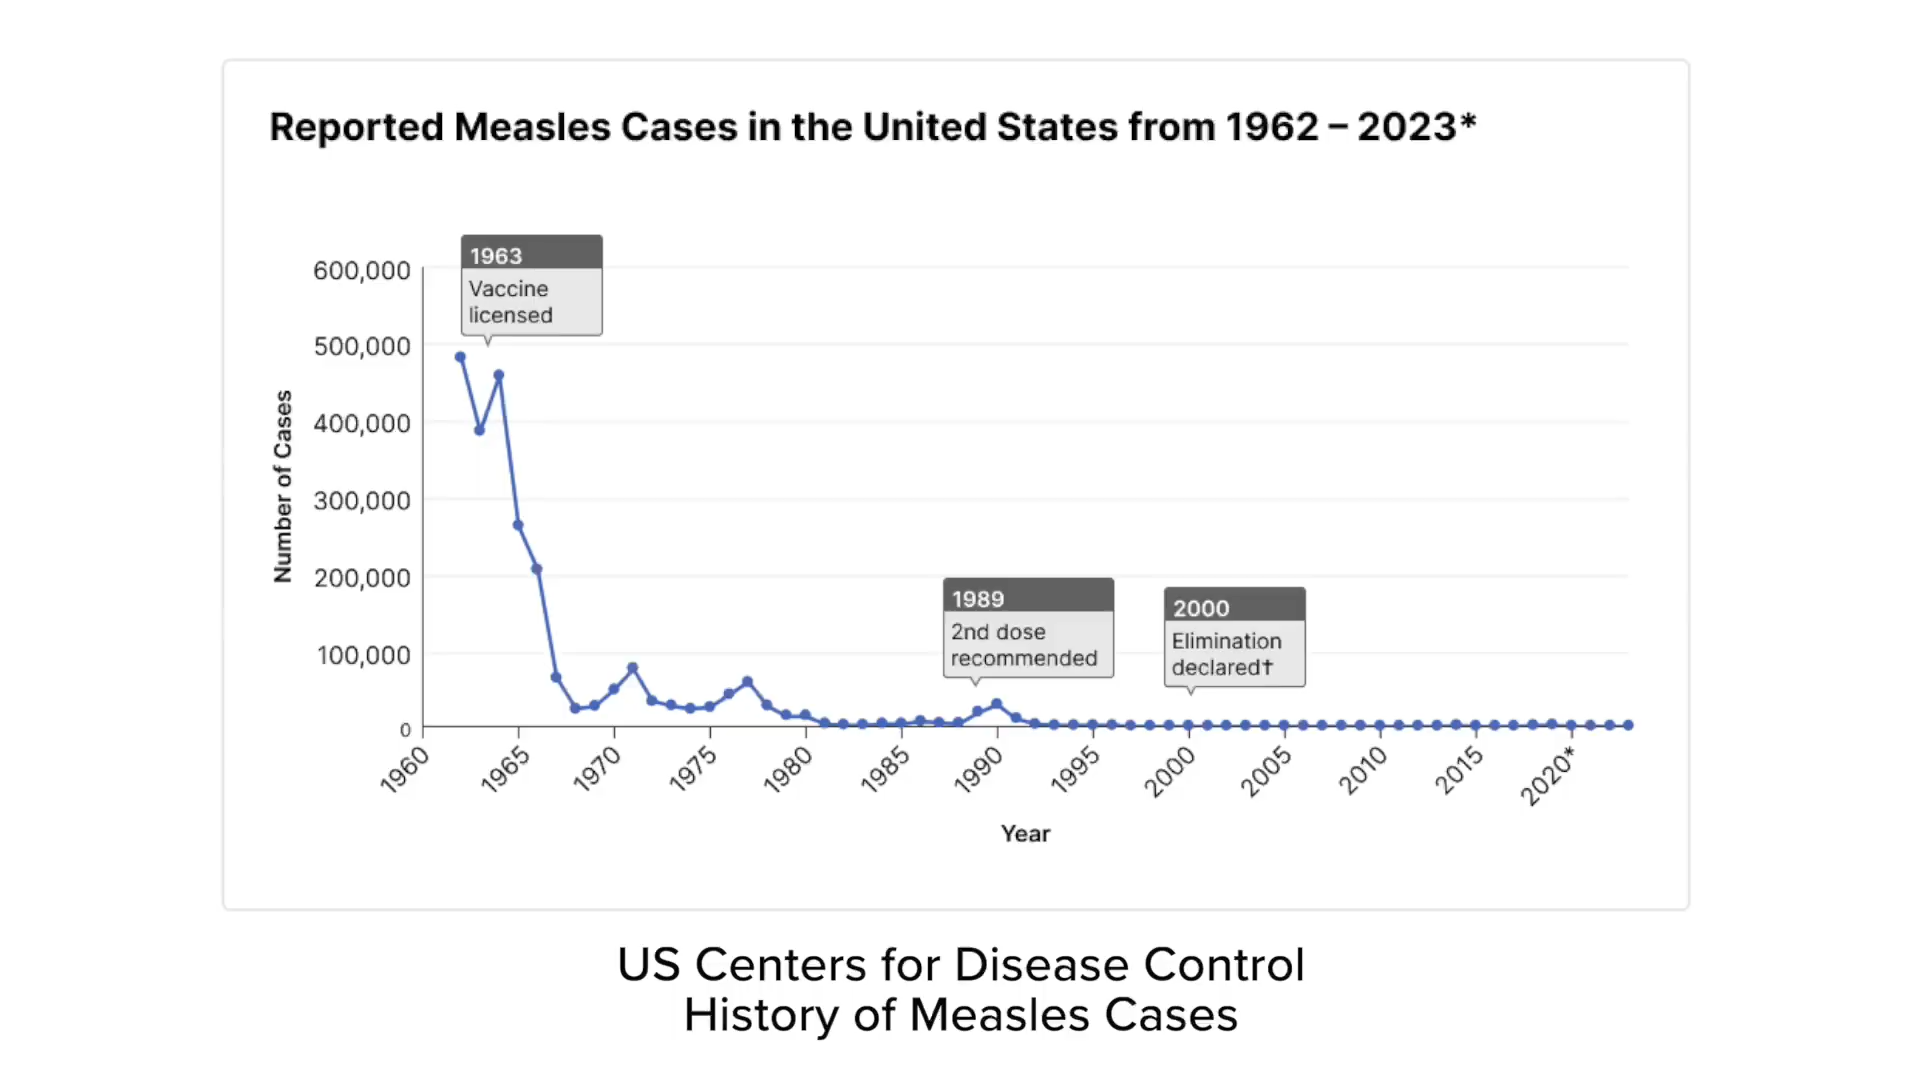 Reported Measles Cases in the United States from 1962 – 2023*
1963
Vaccine
licensed
600,000
500,000
400,000
300,000
200,000
100,000
0
Number of Cases
1989
2nd dose
recommended
2000
Elimination
declared†
1960
1965
1970
1975
1980
1985
1990
1995
2000
2005
2010
2015
2020*
Year
US Centers for Disease Control
History of Measles Cases